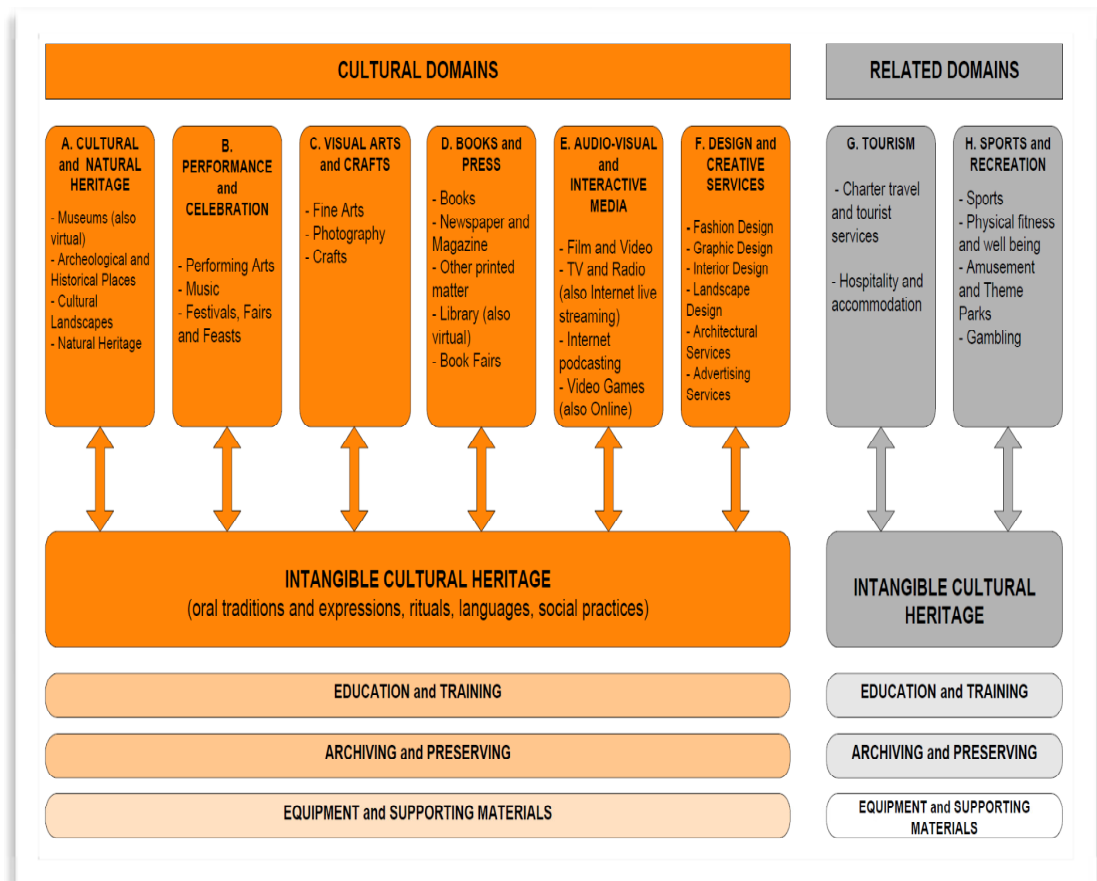 CULTURAL DOMAINS
RELATED DOMAINS
A. CULTURAL
and NATURAL
HERITAGE
- Museums (also
virtual)
- Archeological and
Historical Places
- Cultural
Landscapes
- Natural Heritage
B.
PERFORMANCE
and
CELEBRATION
- Performing Arts
- Music
- Festivals, Fairs
and Feasts
C. VISUAL ARTS
and CRAFTS
- Fine Arts
- Photography
- Crafts
D. BOOKS and
PRESS
- Books
- Newspaper and
Magazine
- Other printed
matter
- Library (also
virtual)
- Book Fairs
E. AUDIO-VISUAL
and
INTERACTIVE
MEDIA
- Film and Video
- TV and Radio
(also Internet live
streaming)
- Internet
podcasting
- Video Games
(also Online)
F. DESIGN and
CREATIVE
SERVICES
- Fashion Design
- Graphic Design
- Interior Design
- Landscape
Design
- Architectural
Services
- Advertising
Services
G. TOURISM
- Charter travel
and tourist
services
- Hospitality and
accommodation
H. SPORTS and
RECREATION
- Sports
- Physical fitness
and well being
- Amusement
and Theme
Parks
- Gambling
INTANGIBLE CULTURAL HERITAGE
(oral traditions and expressions, rituals, languages, social practices)
INTANGIBLE CULTURAL
HERITAGE
EDUCATION and TRAINING
EDUCATION and TRAINING
ARCHIVING and PRESERVING
ARCHIVING and PRESERVING
EQUIPMENT and SUPPORTING MATERIALS
EQUIPMENT and SUPPORTING
MATERIALS